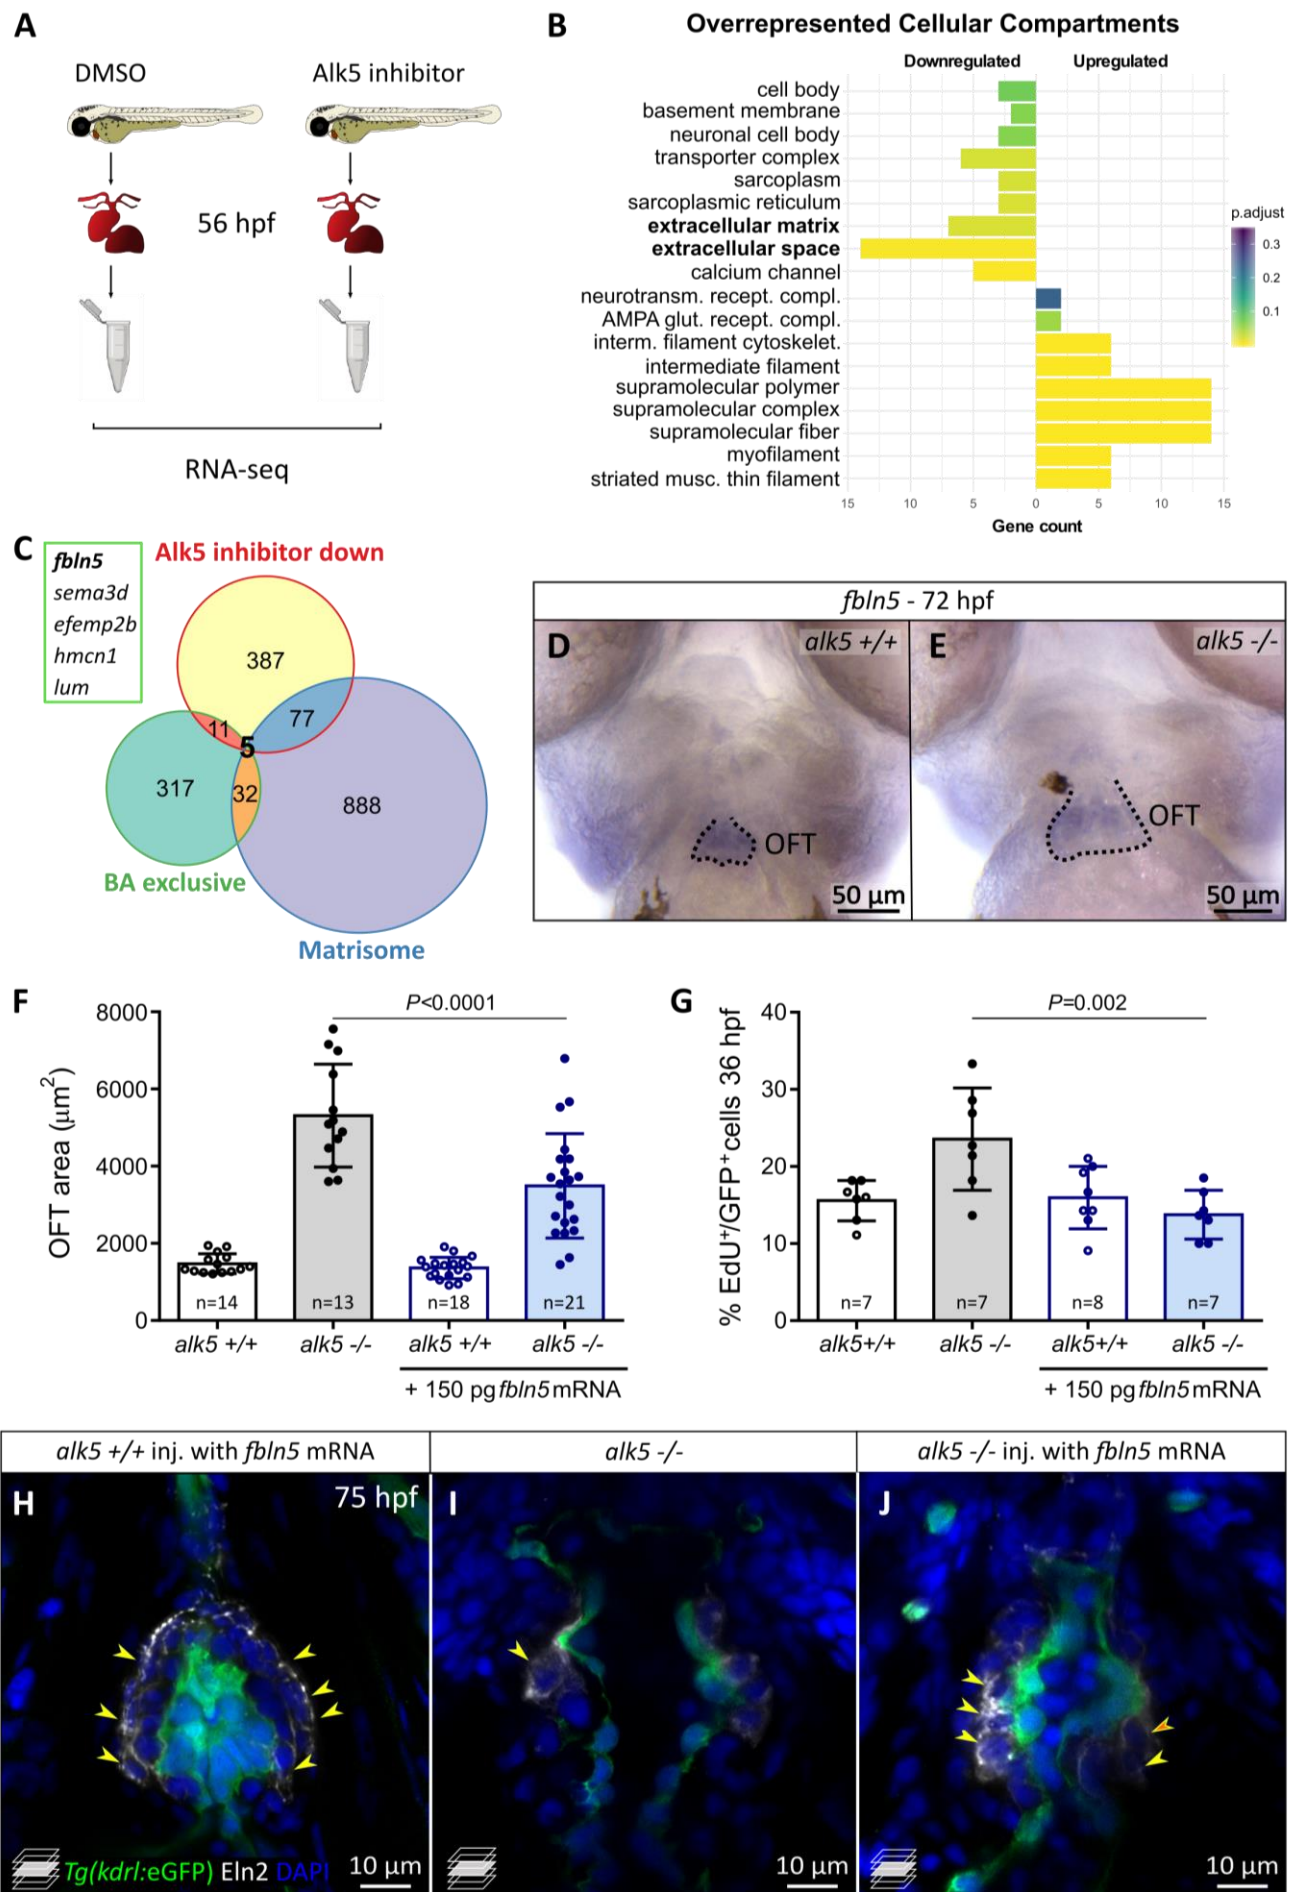 A
DMSO
Alk5 inhibitor
56 hpf
RNA-seq
B
Overrepresented Cellular Compartments
Downregulated
Upregulated
cell body
basement membrane
neuronal cell body
transporter complex
sarcoplasm
sarcoplasmic reticulum
extracellular matrix
extracellular space
calcium channel
neurotransm. recept. compl.
AMPA glut. recept. compl.
interm. filament cytoskelet.
intermediate filament
supramolecular polymer
supramolecular complex
supramolecular fiber
myofilament
striated musc. thin filament
15 10 5 0 5 10 15
Gene count
p.adjust
0.3
0.2
0.1
C
fbln5
sema3d
efemp2b
hmcn1
lum
Alk5 inhibitor down
387
11
77
5
317
32
888
BA exclusive
Matrisome
fbln5 - 72 hpf
D
alk5 +/+
OFT
50 µm
E
alk5 -/-
OFT
50 µm
F
OFT area (µm2)
8000
6000
4000
2000
0
P<0.0001
n=14
n=13
n=18
n=21
alk5 +/+
alk5 -/-
alk5 +/+
alk5 -/-
+ 150 pg fbln5 mRNA
G
% EdU+/GFP+cells 36 hpf
40
30
20
10
0
P=0.002
n=7
n=7
n=8
n=7
alk5+/+
alk5 -/-
alk5+/+
alk5 -/-
+ 150 pg fbln5 mRNA
alk5 +/+ inj. with fbln5 mRNA
alk5 -/-
alk5 -/- inj. with fbln5 mRNA
H
75 hpf
Tg(kdrl:eGFP) Eln2 DAPI
10 µm
I
10 µm
J
10 µm